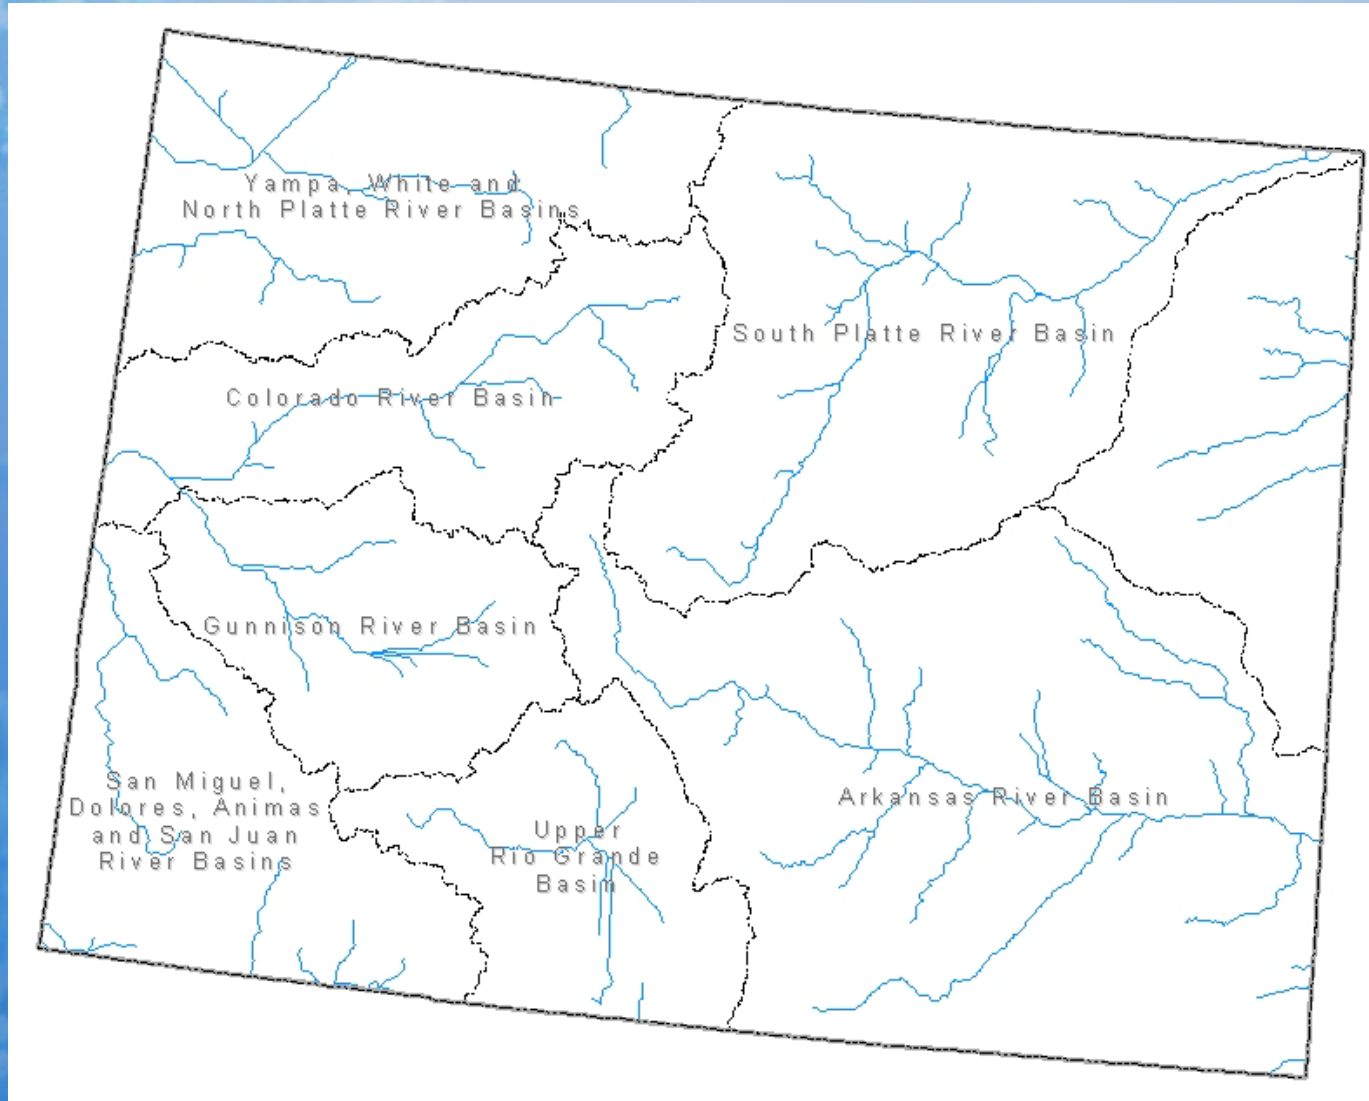 Yampa, White and
North Platte River Basins
South Platte River Basin
Colorado River Basin
Gunnison River Basin
San Miguel,
Dolores, Animas
and San Juan
River Basins
Upper
Rio Grande
Basin
Arkansas River Basin